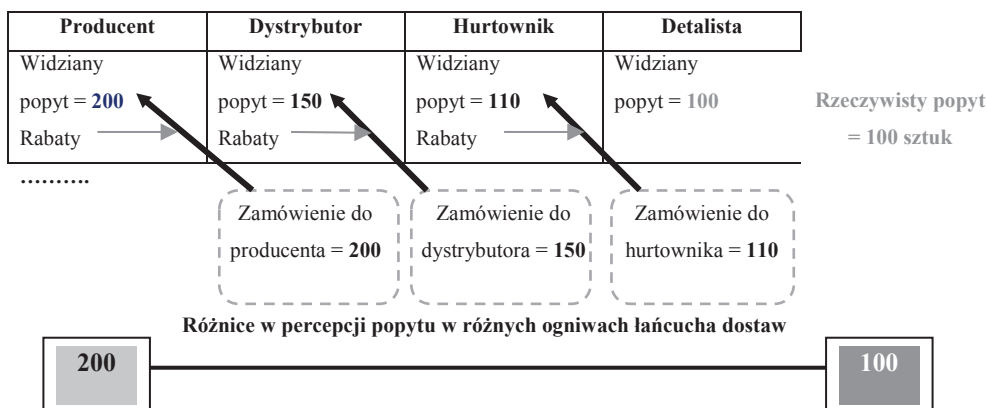 Producent Dystrybutor Hurtownik Detalista
Widziany Widziany Widziany Widziany
popyt = 200 popyt = 150 popyt = 110 popyt = 100
Rabaty Rabaty Rabaty
Rzeczywisty popyt
= 100 sztuk
..........
Zamówienie do Zamówienie do Zamówienie do
producenta = 200 dystrybutora = 150 hurtownika = 110
Różnice w percepcji popytu w różnych ogniwach łańcucha dostaw
200 100